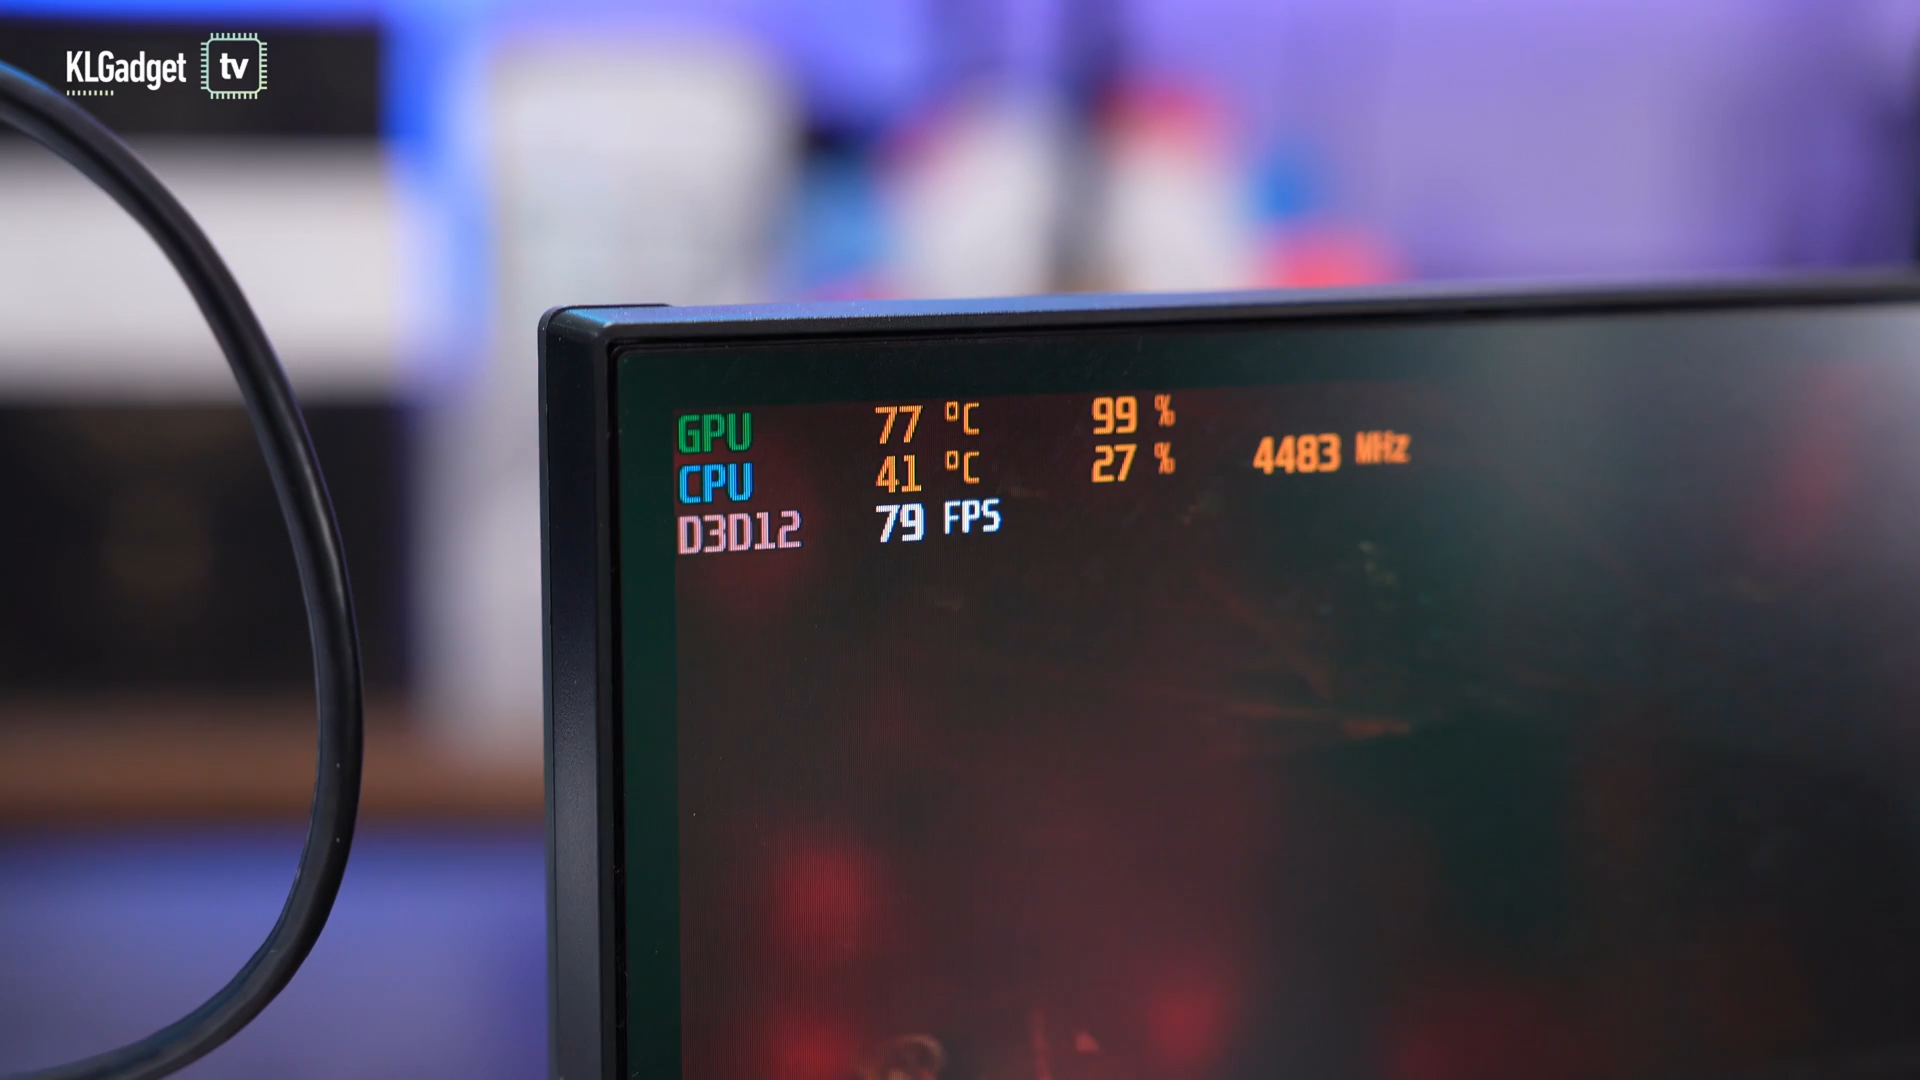 KLGadget tv
GPU 77 °C 99 %
CPU 41 °C 27 % 4483 MHz
D3D12 79 FPS